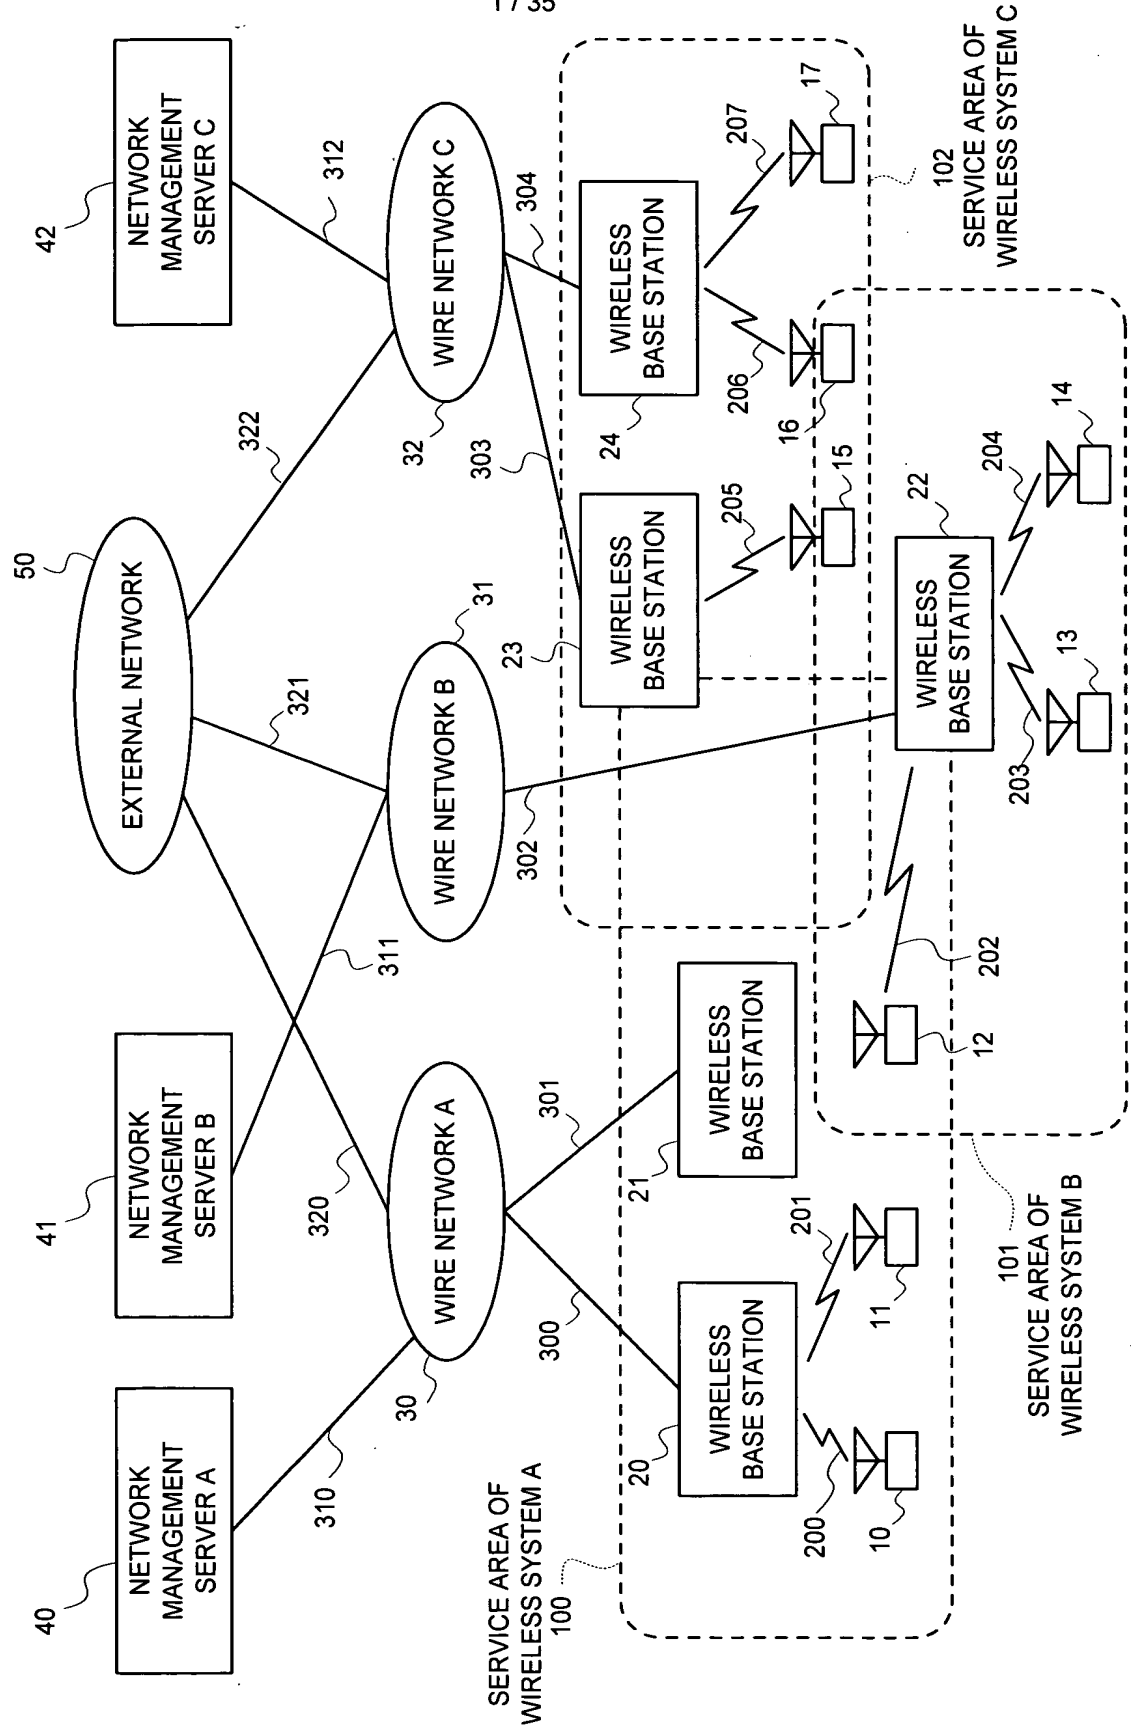 1 / 35
40
NETWORK
MANAGEMENT
SERVER A
41
NETWORK
MANAGEMENT
SERVER B
50
EXTERNAL NETWORK
42
NETWORK
MANAGEMENT
SERVER C
310
320
311
321
322
312
30
WIRE NETWORK A
WIRE NETWORK B
31
32
WIRE NETWORK C
300
301
302
303
304
SERVICE AREA OF
WIRELESS SYSTEM A
100
20
WIRELESS
BASE STATION
21
WIRELESS
BASE STATION
23
WIRELESS
BASE STATION
24
WIRELESS
BASE STATION
200
201
205
206
207
10
11
12
202
15
16
17
22
WIRELESS
BASE STATION
102
SERVICE AREA OF
WIRELESS SYSTEM C
203
204
13
14
101
SERVICE AREA OF
WIRELESS SYSTEM B